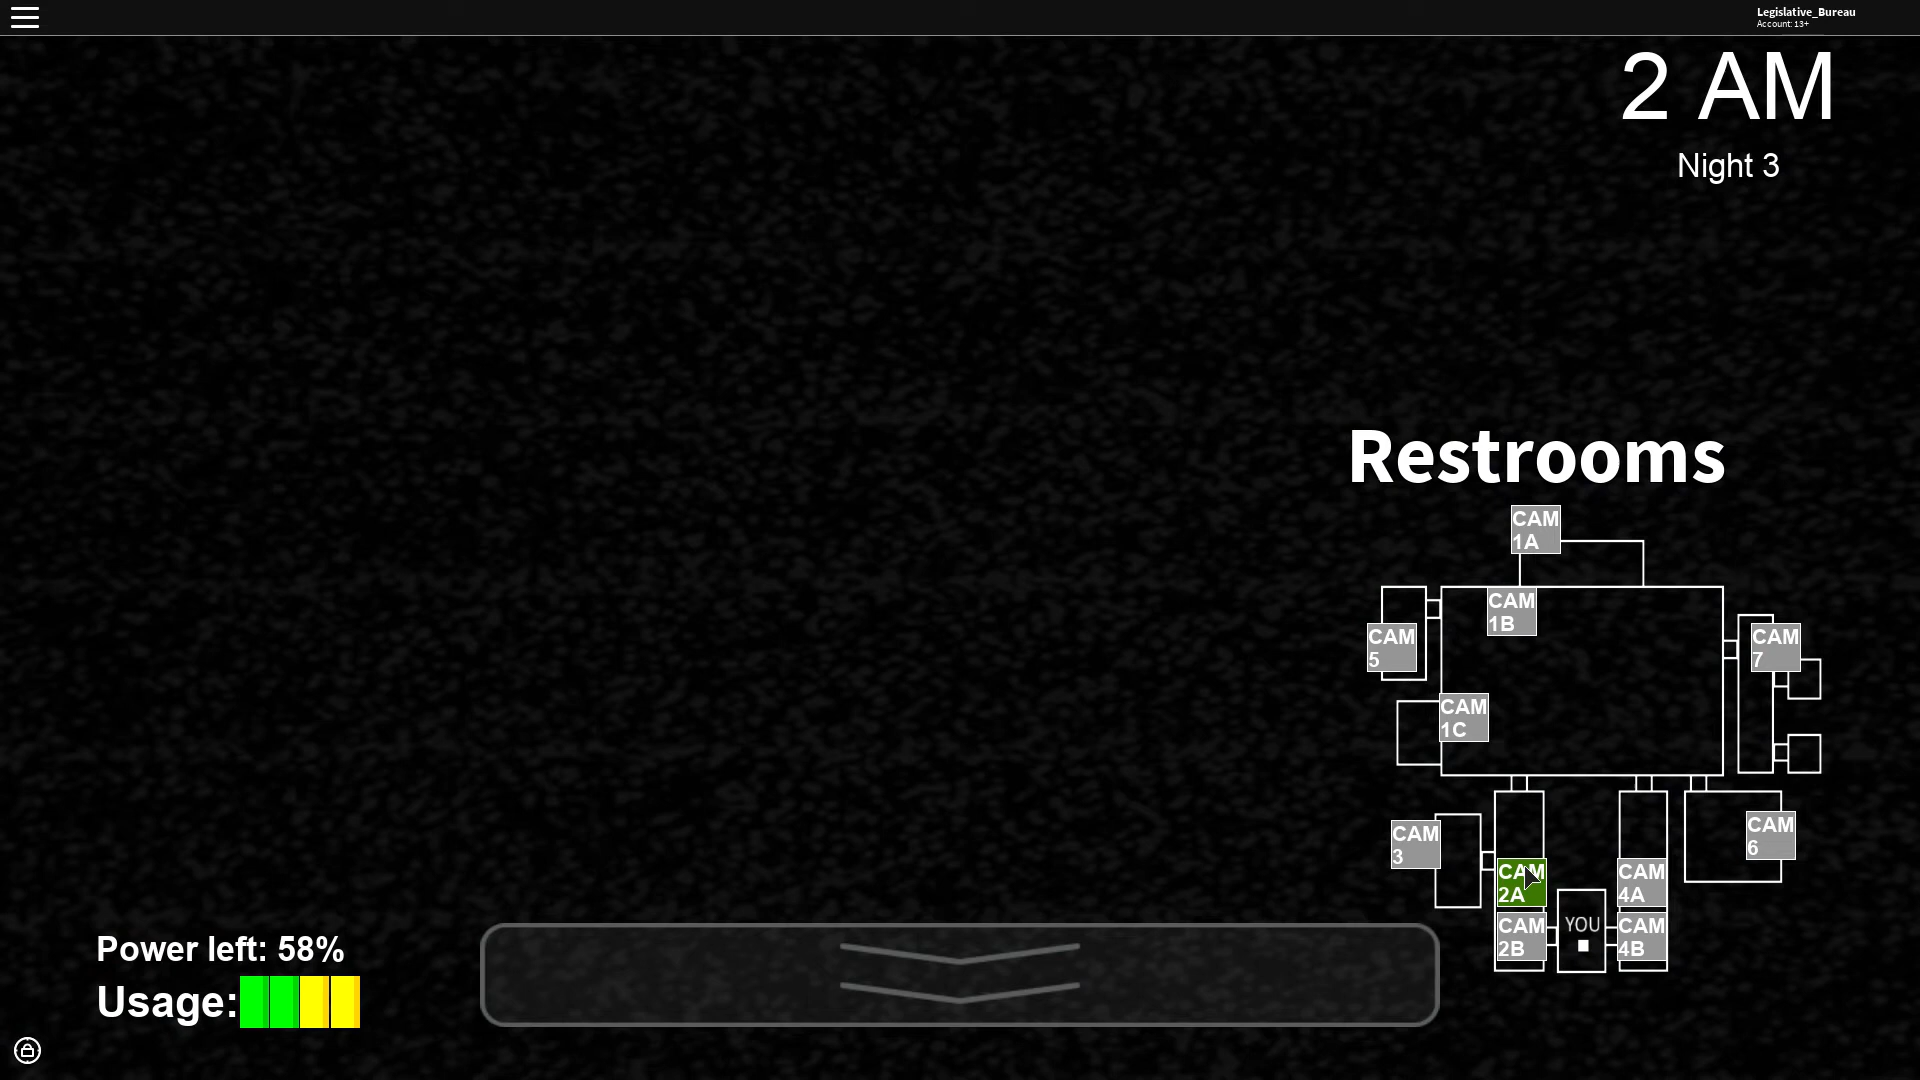 Legislative_Bureau
Account: 13+
2 AM
Night 3
Restrooms
CAM
1A
CAM
1B
CAM
5
CAM
7
CAM
1C
CAM
3
CAM
6
CAM
2A
CAM
4A
YOU
CAM
2B
CAM
4B
Power left: 58%
Usage: